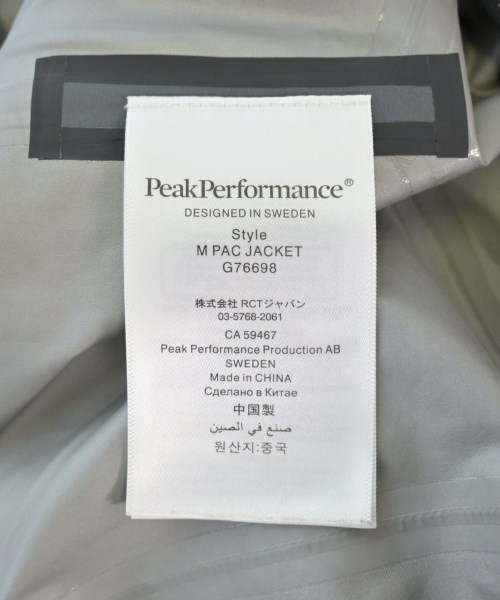 PeakPerformance®
DESIGNED IN SWEDEN
Style
M PAC JACKET
G76698
株式会社 RCTジャパン
03-5768-2061
CA 59467
Peak Performance Production AB
SWEDEN
Made in CHINA
Сделано в Китае
中国製
صنع في الصين
원산지:중국